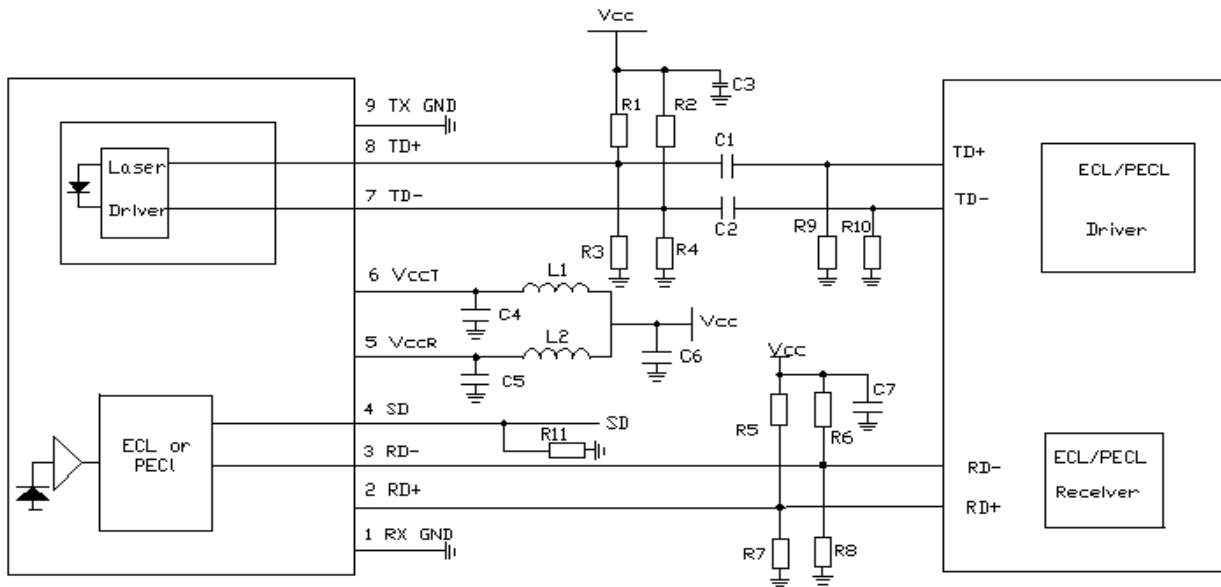 Vcc
C3
R1 R2
9 TX GND
C1
8 TD+
TD+
ECL/PECL
Laser
7 TD-
TD-
Driver
C2
R9 R10
Driver
R3 R4
6 VccT
L1
C4
Vcc
5 VccR
L2
C6
Vcc
C5
C7
4 SD
SD
R5
R6
ECL or
PECl
R11
3 RD-
RD-
ECL/PECL
2 RD+
Recelver
RD+
1 RX GND
R7 R8